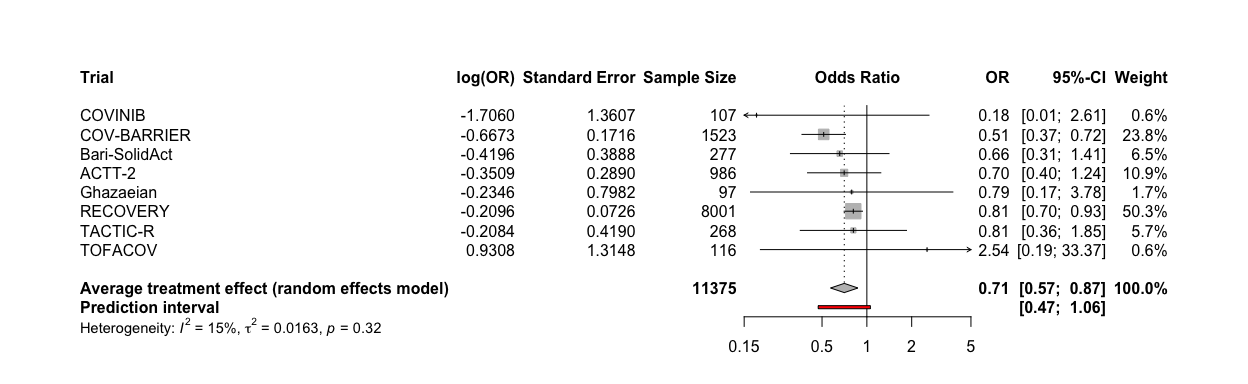 Trial log(OR) Standard Error Sample Size Odds Ratio OR 95%-CI Weight
COVINIB -1.7060 1.3607 107 0.18 [0.01; 2.61] 0.6%
COV-BARRIER -0.6673 0.1716 1523 0.51 [0.37; 0.72] 23.8%
Bari-SolidAct -0.4196 0.3888 277 0.66 [0.31; 1.41] 6.5%
ACTT-2 -0.3509 0.2890 986 0.70 [0.40; 1.24] 10.9%
Ghazaeian -0.2346 0.7982 97 0.79 [0.17; 3.78] 1.7%
RECOVERY -0.2096 0.0726 8001 0.81 [0.70; 0.93] 50.3%
TACTIC-R -0.2084 0.4190 268 0.81 [0.36; 1.85] 5.7%
TOFACOV 0.9308 1.3148 116 2.54 [0.19; 33.37] 0.6%
Average treatment effect (random effects model) 11375 0.71 [0.57; 0.87] 100.0%
Prediction interval [0.47; 1.06]
Heterogeneity: I² = 15%, τ² = 0.0163, p = 0.32
0.15 0.5 1 2 5